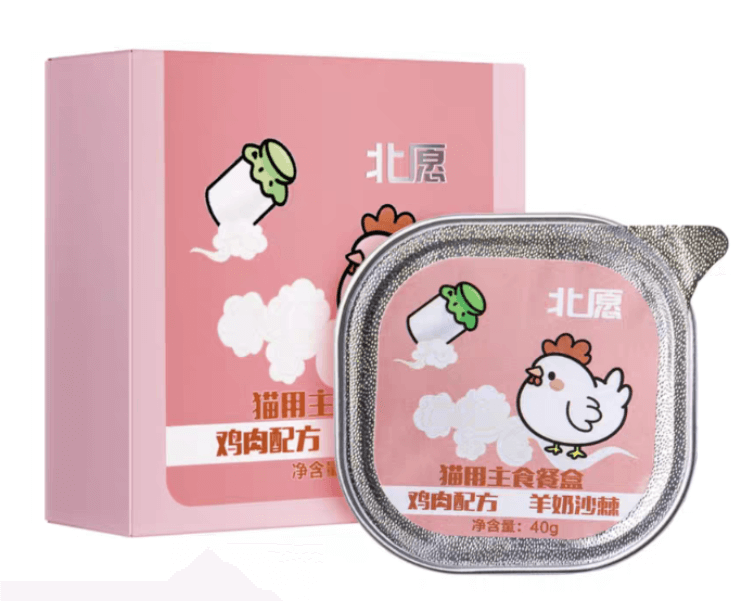 北愿
猫用主
鸡肉配方
净含量
北愿
猫用主食餐盒
鸡肉配方 羊奶沙棘
净含量: 40g